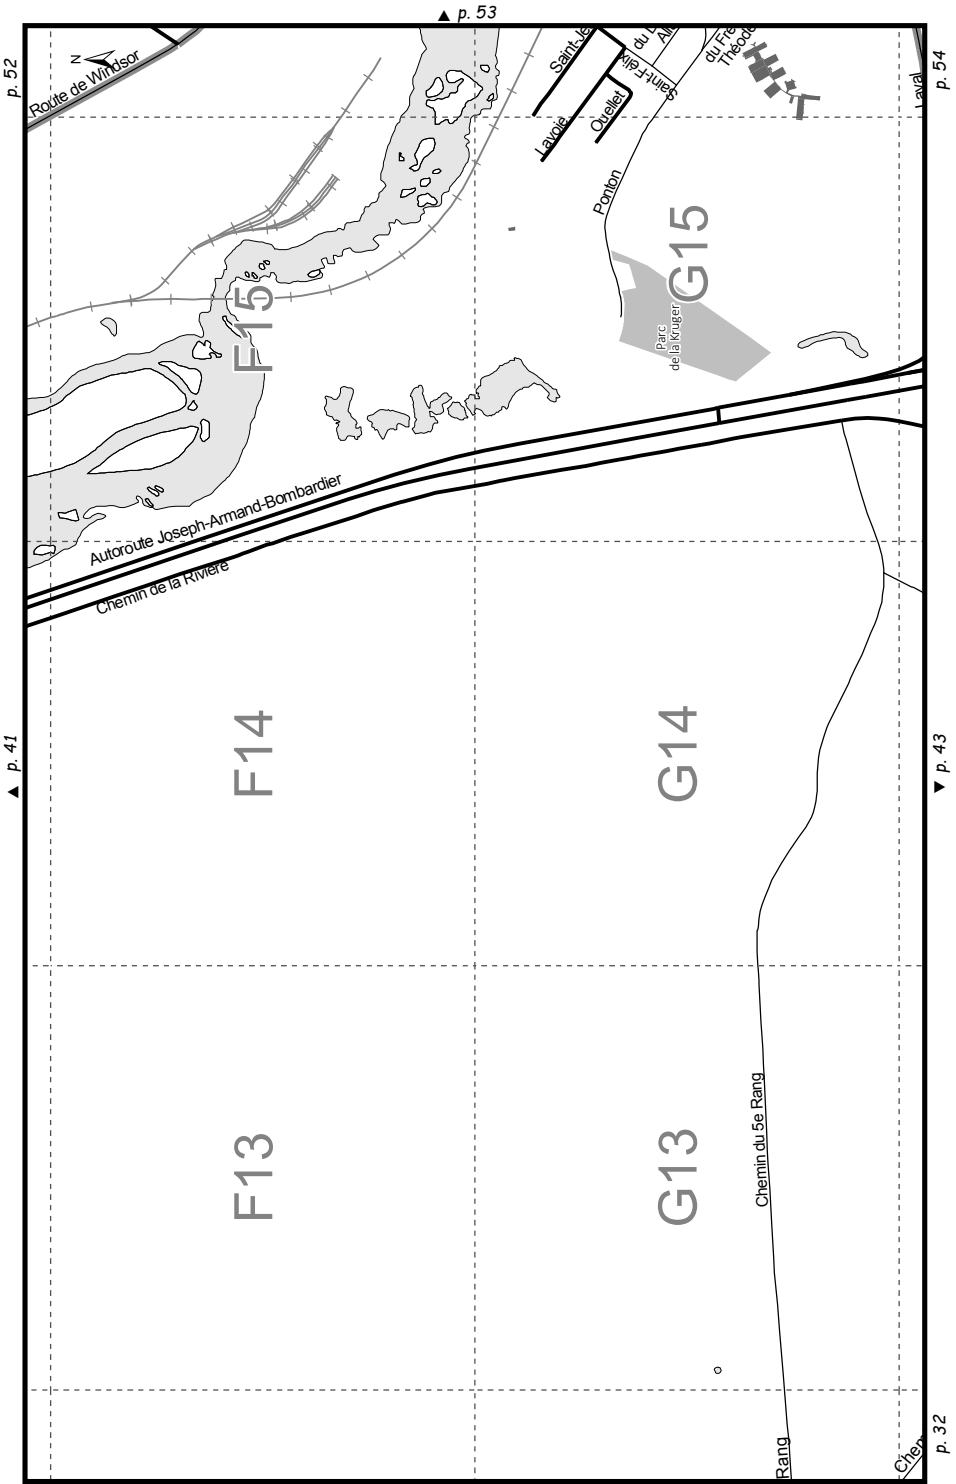 p. 53
p. 52
p. 54
N
Route de Windsor
Saint-Je
du D
All
du Fre
Théode
Laval
Saint-Félix
Lavoie
Ouellet
Ponton
G15
F15
Parc
de la Kruger
Autoroute Joseph-Armand-Bombardier
Chemin de la Rivière
F14
G14
p. 41
p. 43
F13
G13
Chemin du 5e Rang
Rang
Chem
p. 32